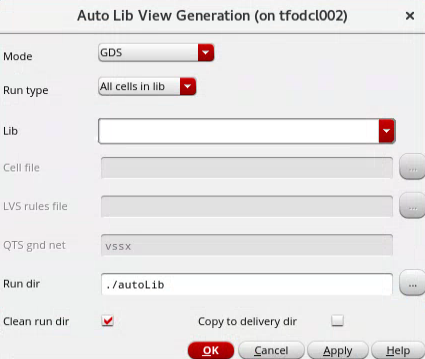 Auto Lib View Generation (on tfodcl002)
Mode GDS
Run type All cells in lib
Lib
Cell file ...
LVS rules file ...
QTS gnd net vssx
Run dir ./autoLib ...
Clean run dir Copy to delivery dir
OK Cancel Apply Help